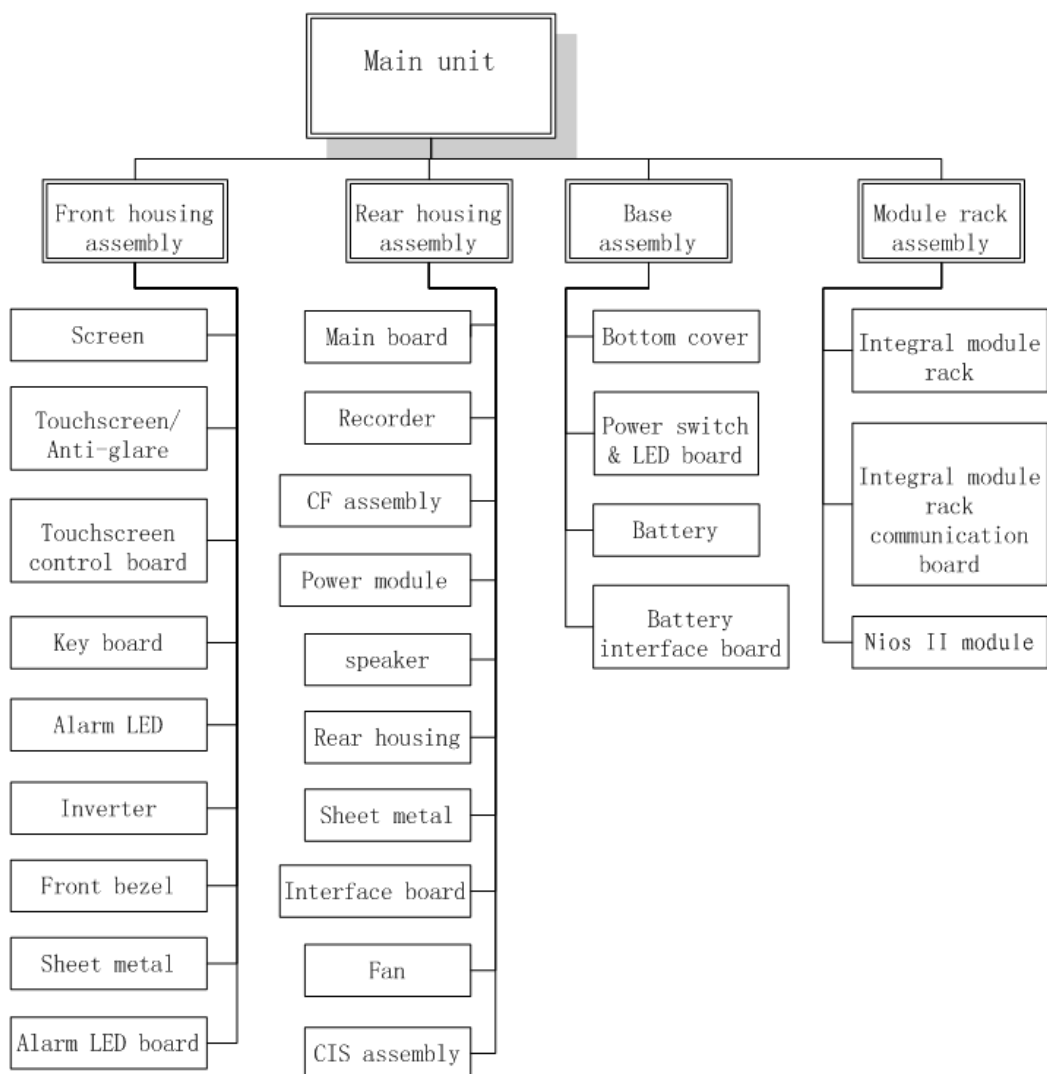 Main unit
Front housing
assembly
Rear housing
assembly
Base
assembly
Module rack
assembly
Screen
Touchscreen/
Anti-glare
Touchscreen
control board
Key board
Alarm LED
Inverter
Front bezel
Sheet metal
Alarm LED board
Main board
Recorder
CF assembly
Power module
speaker
Rear housing
Sheet metal
Interface board
Fan
CIS assembly
Bottom cover
Power switch
& LED board
Battery
Battery
interface board
Integral module
rack
Integral module
rack
communication
board
Nios II module